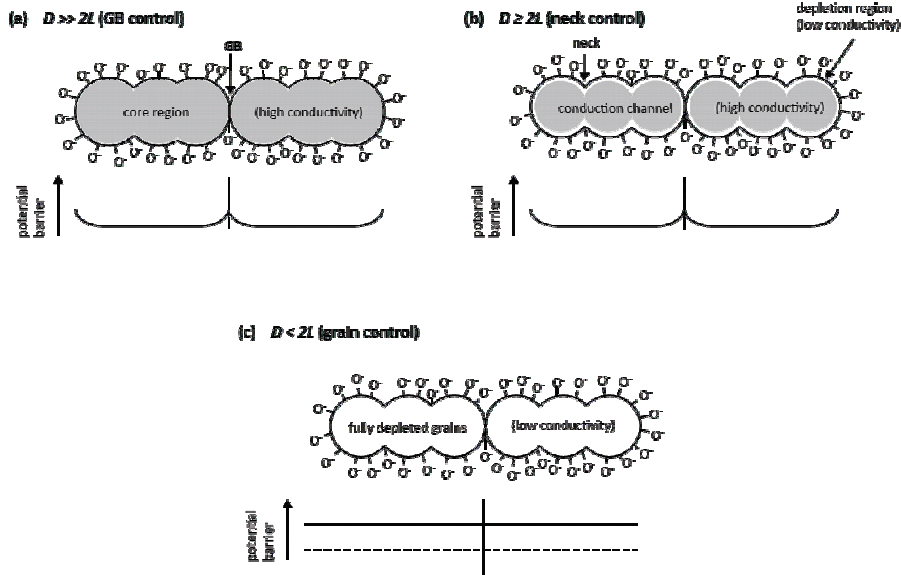 (a) D >> 2L (GB control)
GB
core region
(high conductivity)
potential
barrier
(b) D ≥ 2L (neck control)
depletion region
(low conductivity)
neck
conduction channel
(high conductivity)
potential
barrier
(c) D < 2L (grain control)
fully depleted grains
(low conductivity)
potential
barrier
O⁻